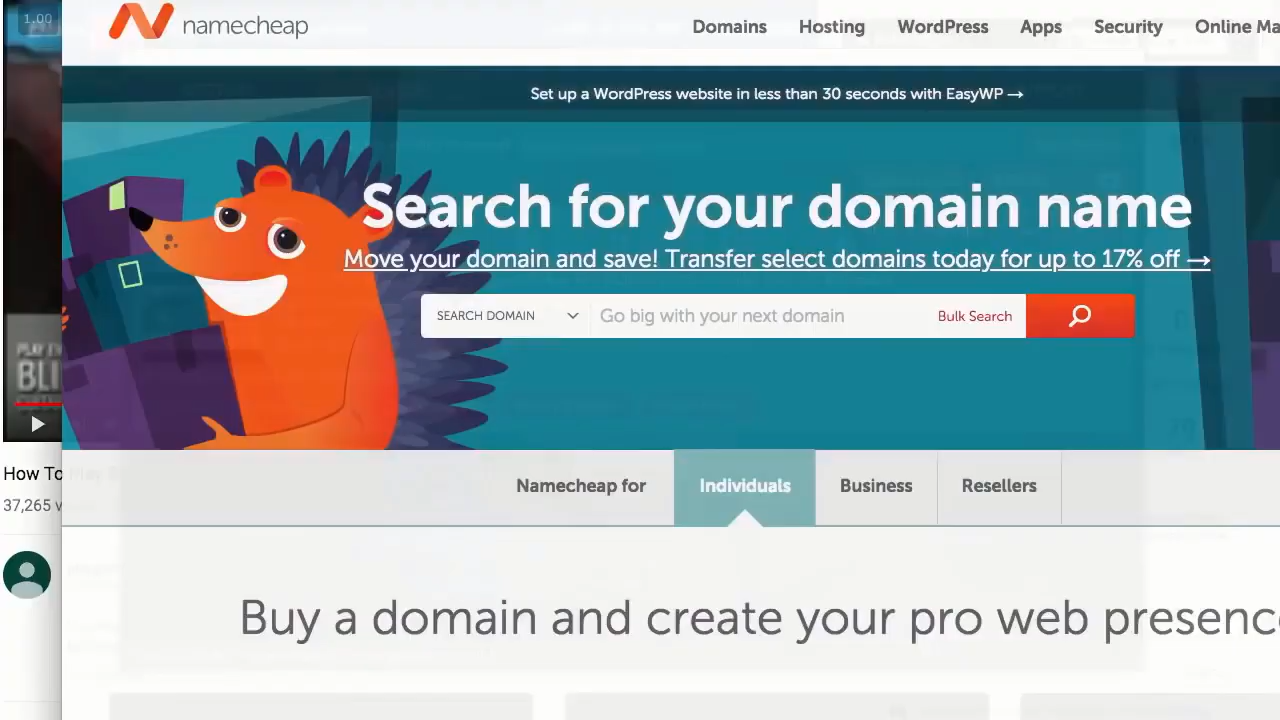 1.00
namecheap
Domains Hosting WordPress Apps Security Online Ma
Set up a WordPress website in less than 30 seconds with EasyWP →
Search for your domain name
Move your domain and save! Transfer select domains today for up to 17% off →
SEARCH DOMAIN Go big with your next domain Bulk Search
BLI
How To
37,265 v
Namecheap for Individuals Business Resellers
Buy a domain and create your pro web presenc